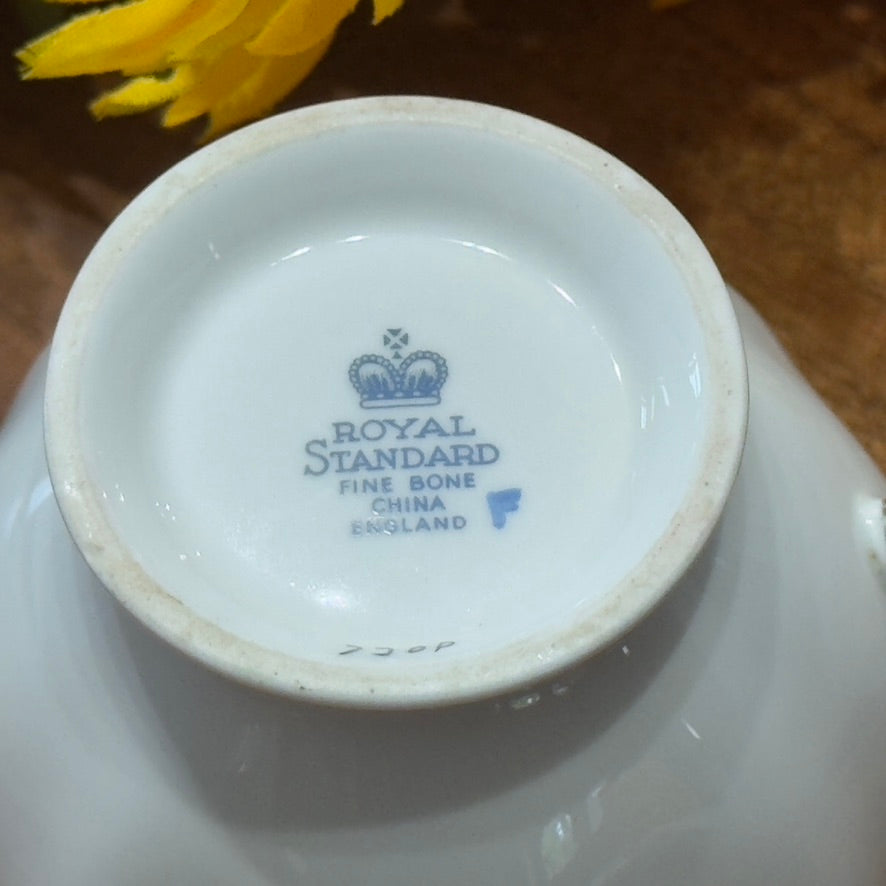 ROYAL
STANDARD
FINE BONE
CHINA
ENGLAND
F